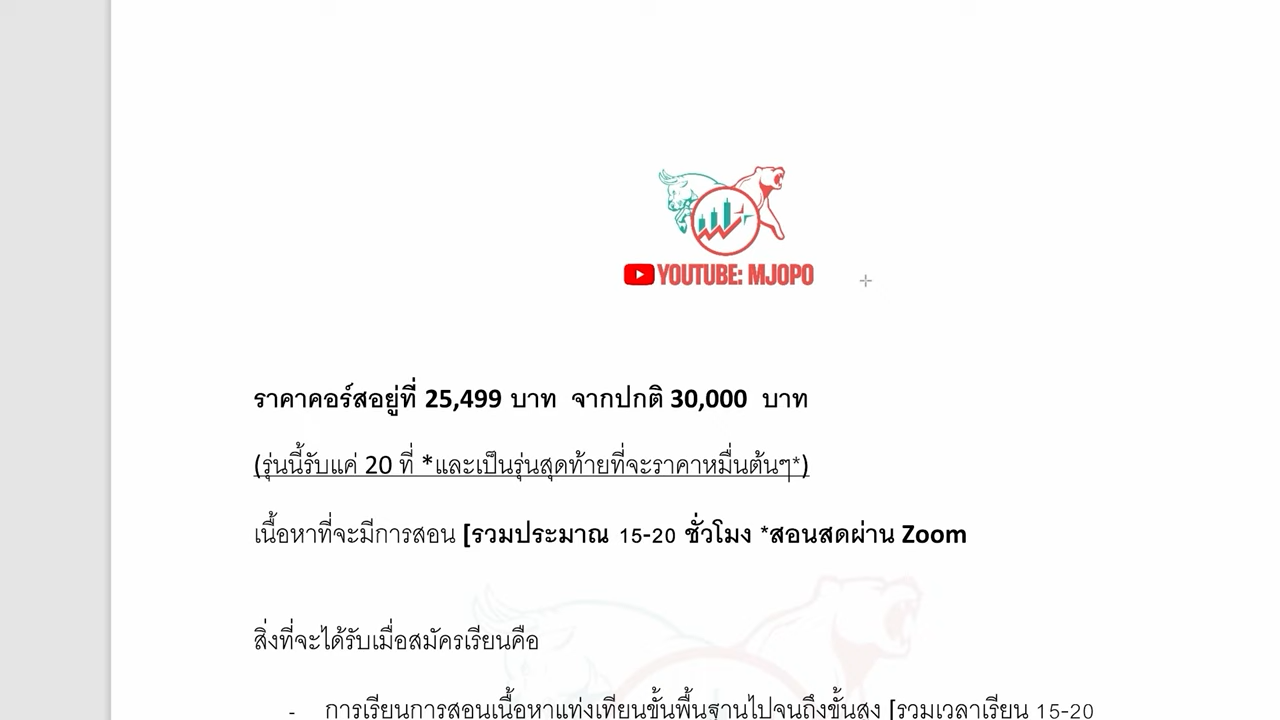 YOUTUBE: MJOPO
ราคาคอร์สอยู่ที่ 25,499 บาท จากปกติ 30,000 บาท
(รุ่นนี้รับแค่ 20 ที่ *และเป็นรุ่นสุดท้ายที่จะราคาหมื่นต้นๆ*)
เนื้อหาที่จะมีการสอน [รวมประมาณ 15-20 ชั่วโมง *สอนสดผ่าน Zoom
สิ่งที่จะได้รับเมื่อสมัครเรียนคือ
- การเรียนการสอนเนื้อหาแท่งเทียนขั้นพื้นฐานไปจนถึงขั้นสูง [รวมเวลาเรียน 15-20